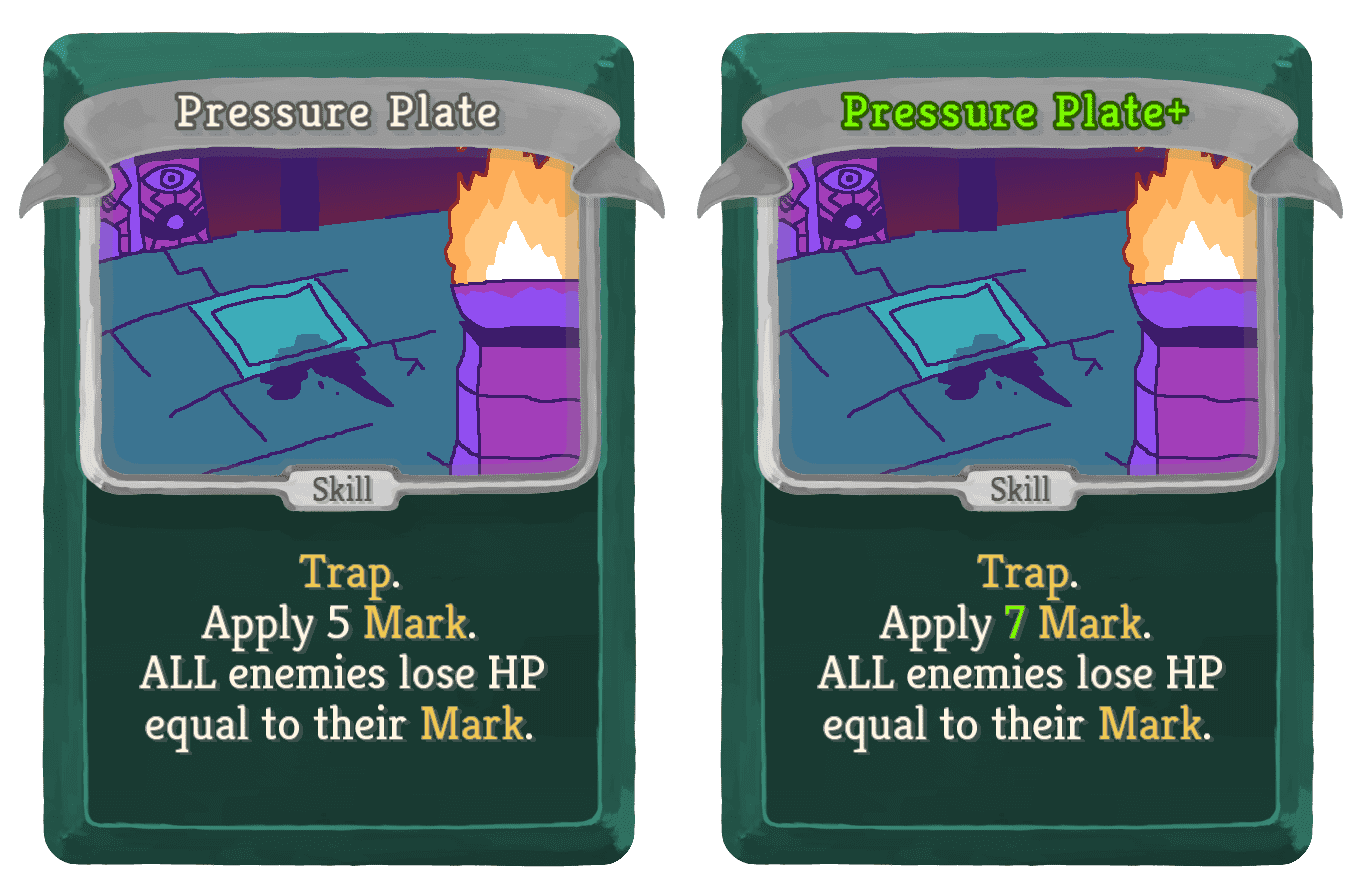 Pressure Plate
Skill
Trap.
Apply 5 Mark.
ALL enemies lose HP
equal to their Mark.
Pressure Plate+
Skill
Trap.
Apply 7 Mark.
ALL enemies lose HP
equal to their Mark.